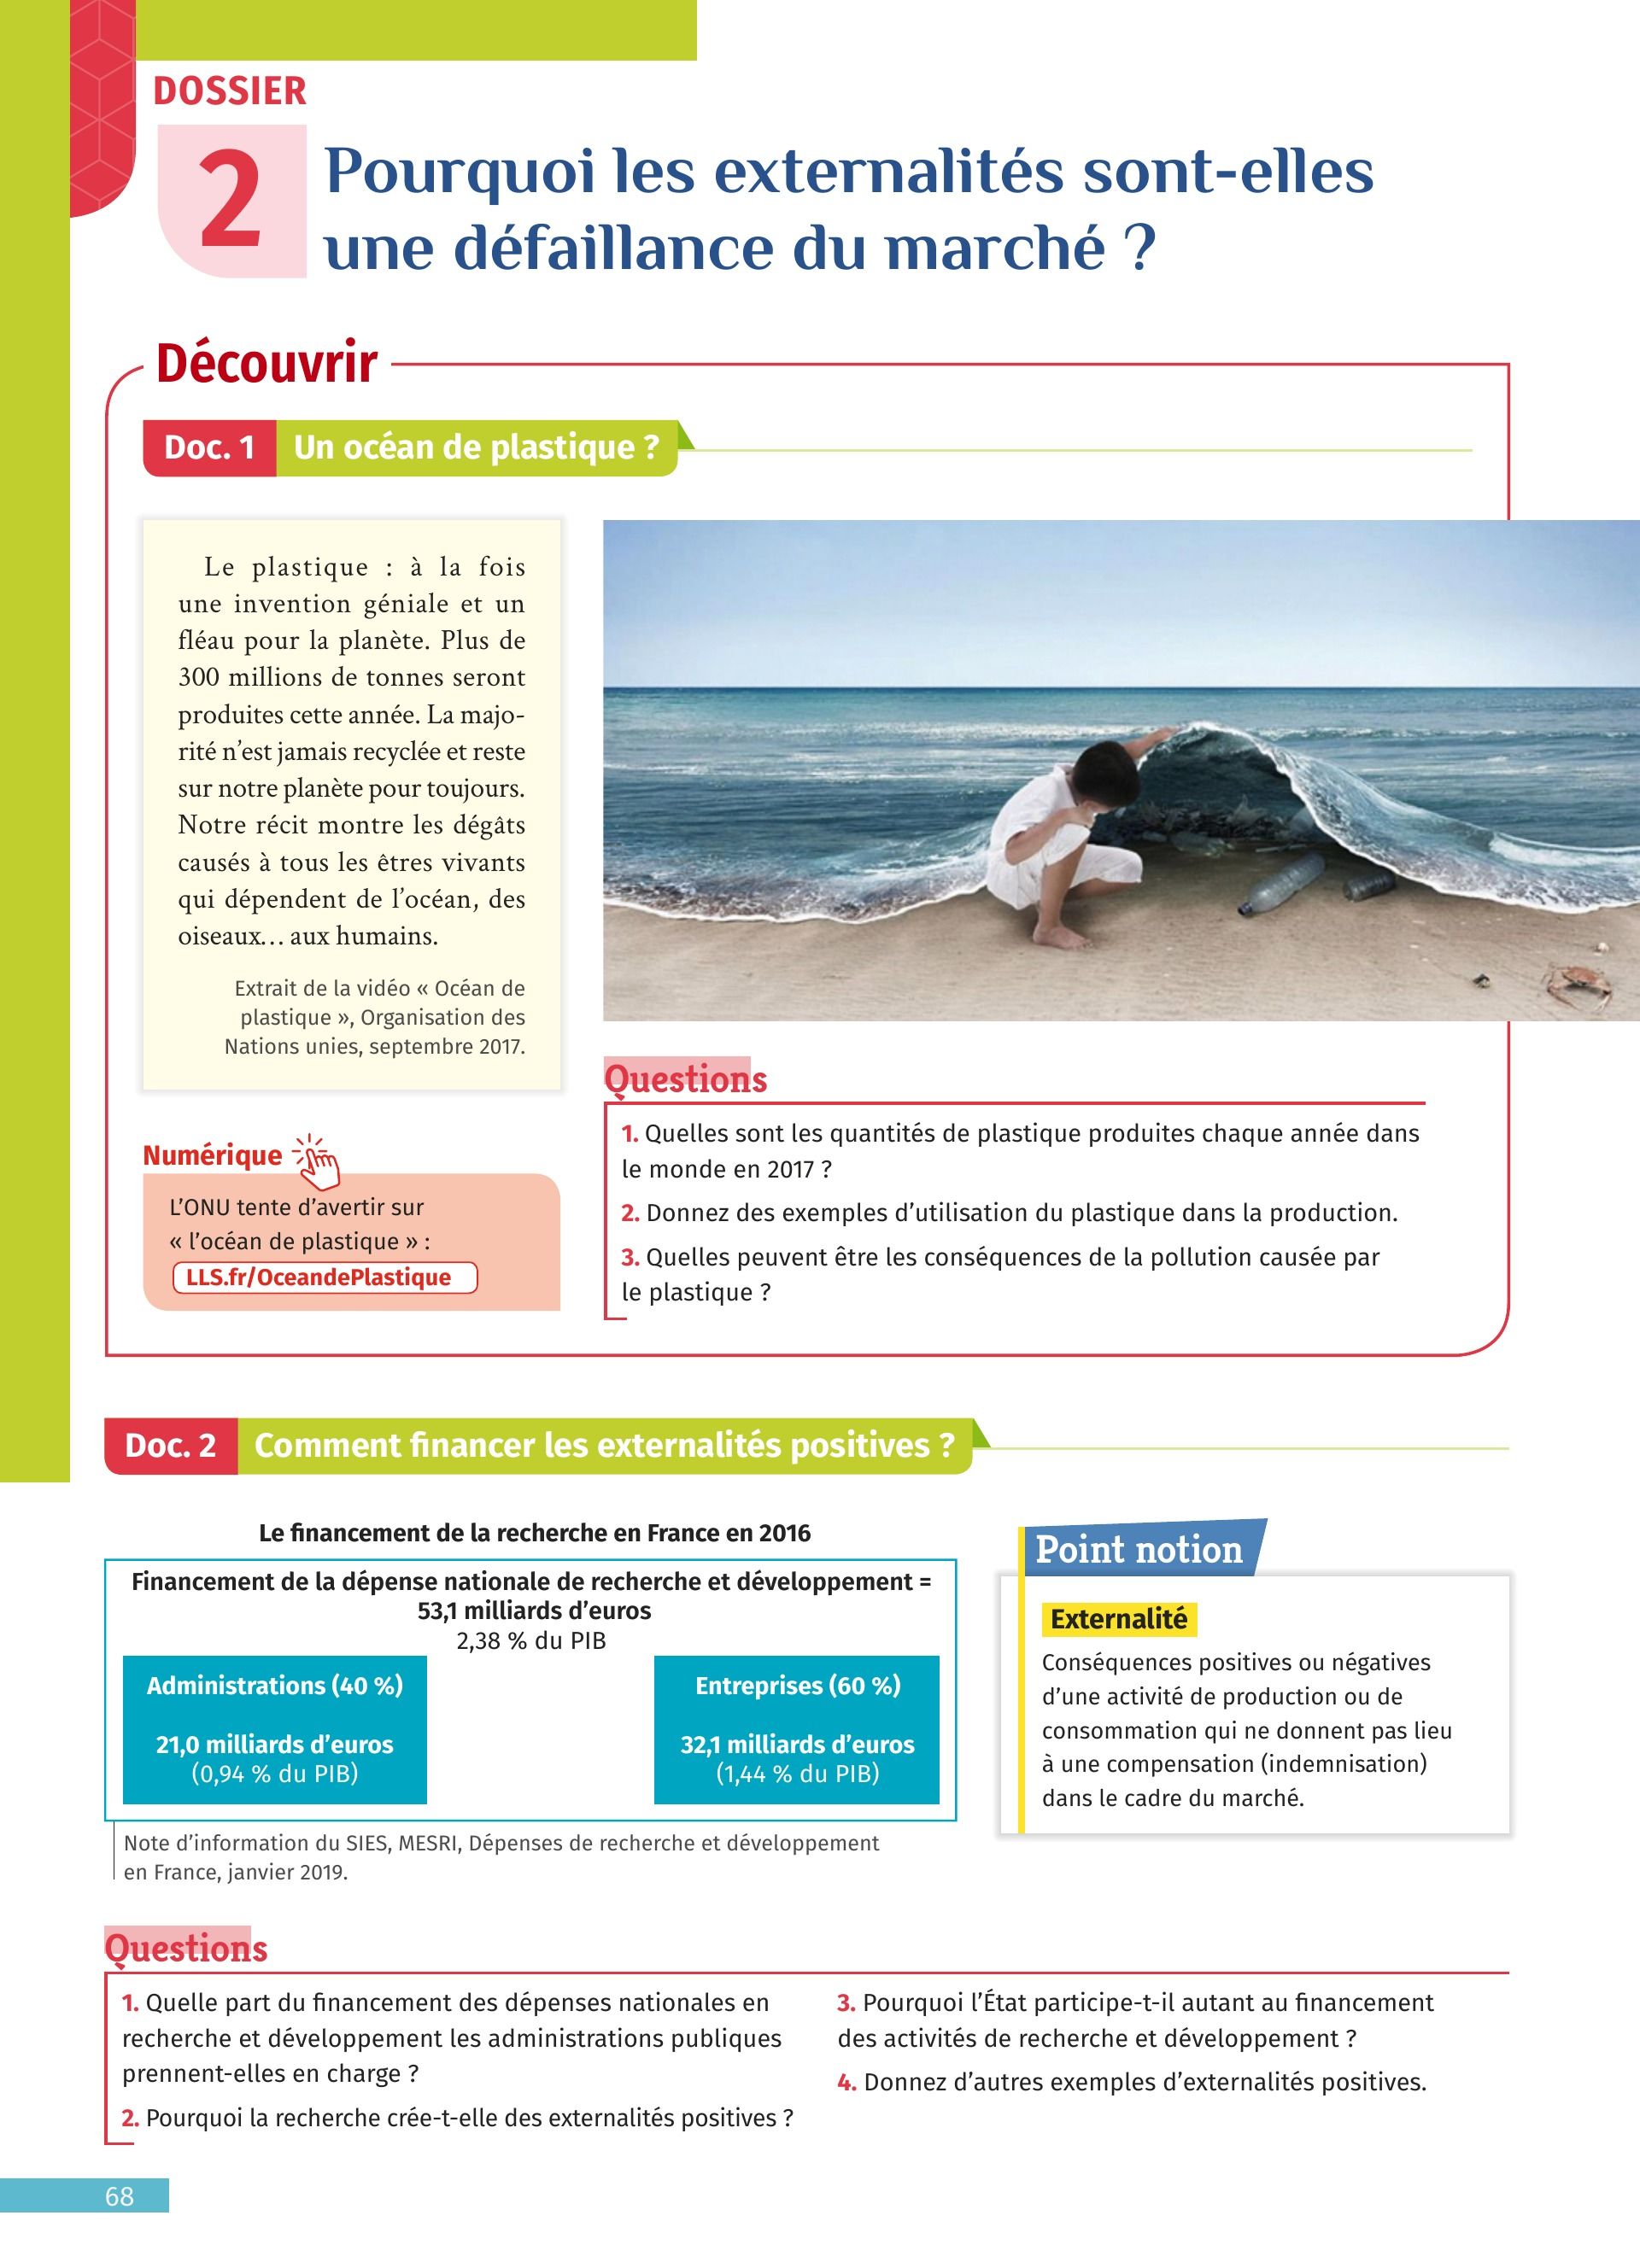 DOSSIER
2
Pourquoi les externalités sont-elles
une défaillance du marché ?
Découvrir
Doc. 1 Un océan de plastique ?
Le plastique : à la fois
une invention géniale et un
fléau pour la planète. Plus de
300 millions de tonnes seront
produites cette année. La majo-
rité n’est jamais recyclée et reste
sur notre planète pour toujours.
Notre récit montre les dégâts
causés à tous les êtres vivants
qui dépendent de l’océan, des
oiseaux… aux humains.
Extrait de la vidéo « Océan de
plastique », Organisation des
Nations unies, septembre 2017.
Numérique
L’ONU tente d’avertir sur
« l’océan de plastique » :
LLS.fr/OceandePlastique
Questions
1. Quelles sont les quantités de plastique produites chaque année dans
le monde en 2017 ?
2. Donnez des exemples d’utilisation du plastique dans la production.
3. Quelles peuvent être les conséquences de la pollution causée par
le plastique ?
Doc. 2 Comment financer les externalités positives ?
Le financement de la recherche en France en 2016
Financement de la dépense nationale de recherche et développement =
53,1 milliards d’euros
2,38 % du PIB
Administrations (40 %)
21,0 milliards d’euros
(0,94 % du PIB)
Entreprises (60 %)
32,1 milliards d’euros
(1,44 % du PIB)
Note d’information du SIES, MESRI, Dépenses de recherche et développement
en France, janvier 2019.
Point notion
Externalité
Conséquences positives ou négatives
d’une activité de production ou de
consommation qui ne donnent pas lieu
à une compensation (indemnisation)
dans le cadre du marché.
Questions
1. Quelle part du financement des dépenses nationales en
recherche et développement les administrations publiques
prennent-elles en charge ?
2. Pourquoi la recherche crée-t-elle des externalités positives ?
3. Pourquoi l’État participe-t-il autant au financement
des activités de recherche et développement ?
4. Donnez d’autres exemples d’externalités positives.
68